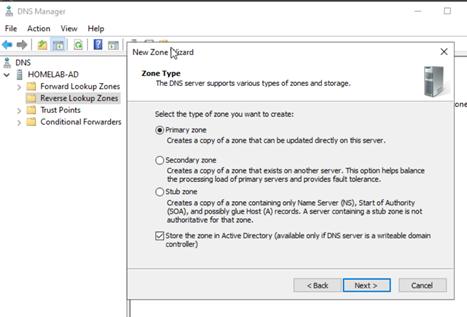 DNS Manager
File Action View Help
DNS
HOMELAB-AD
Forward Lookup Zones
Reverse Lookup Zones
Trust Points
Conditional Forwarders
New Zone Wizard
Zone Type
The DNS server supports various types of zones and storage.
Select the type of zone you want to create:
Primary zone
Creates a copy of a zone that can be updated directly on this server.
Secondary zone
Creates a copy of a zone that exists on another server. This option helps balance
the processing load of primary servers and provides fault tolerance.
Stub zone
Creates a copy of a zone containing only Name Server (NS), Start of Authority
(SOA), and possibly glue Host (A) records. A server containing a stub zone is not
authoritative for that zone.
Store the zone in Active Directory (available only if DNS server is a writeable domain
controller)
< Back Next > Cancel